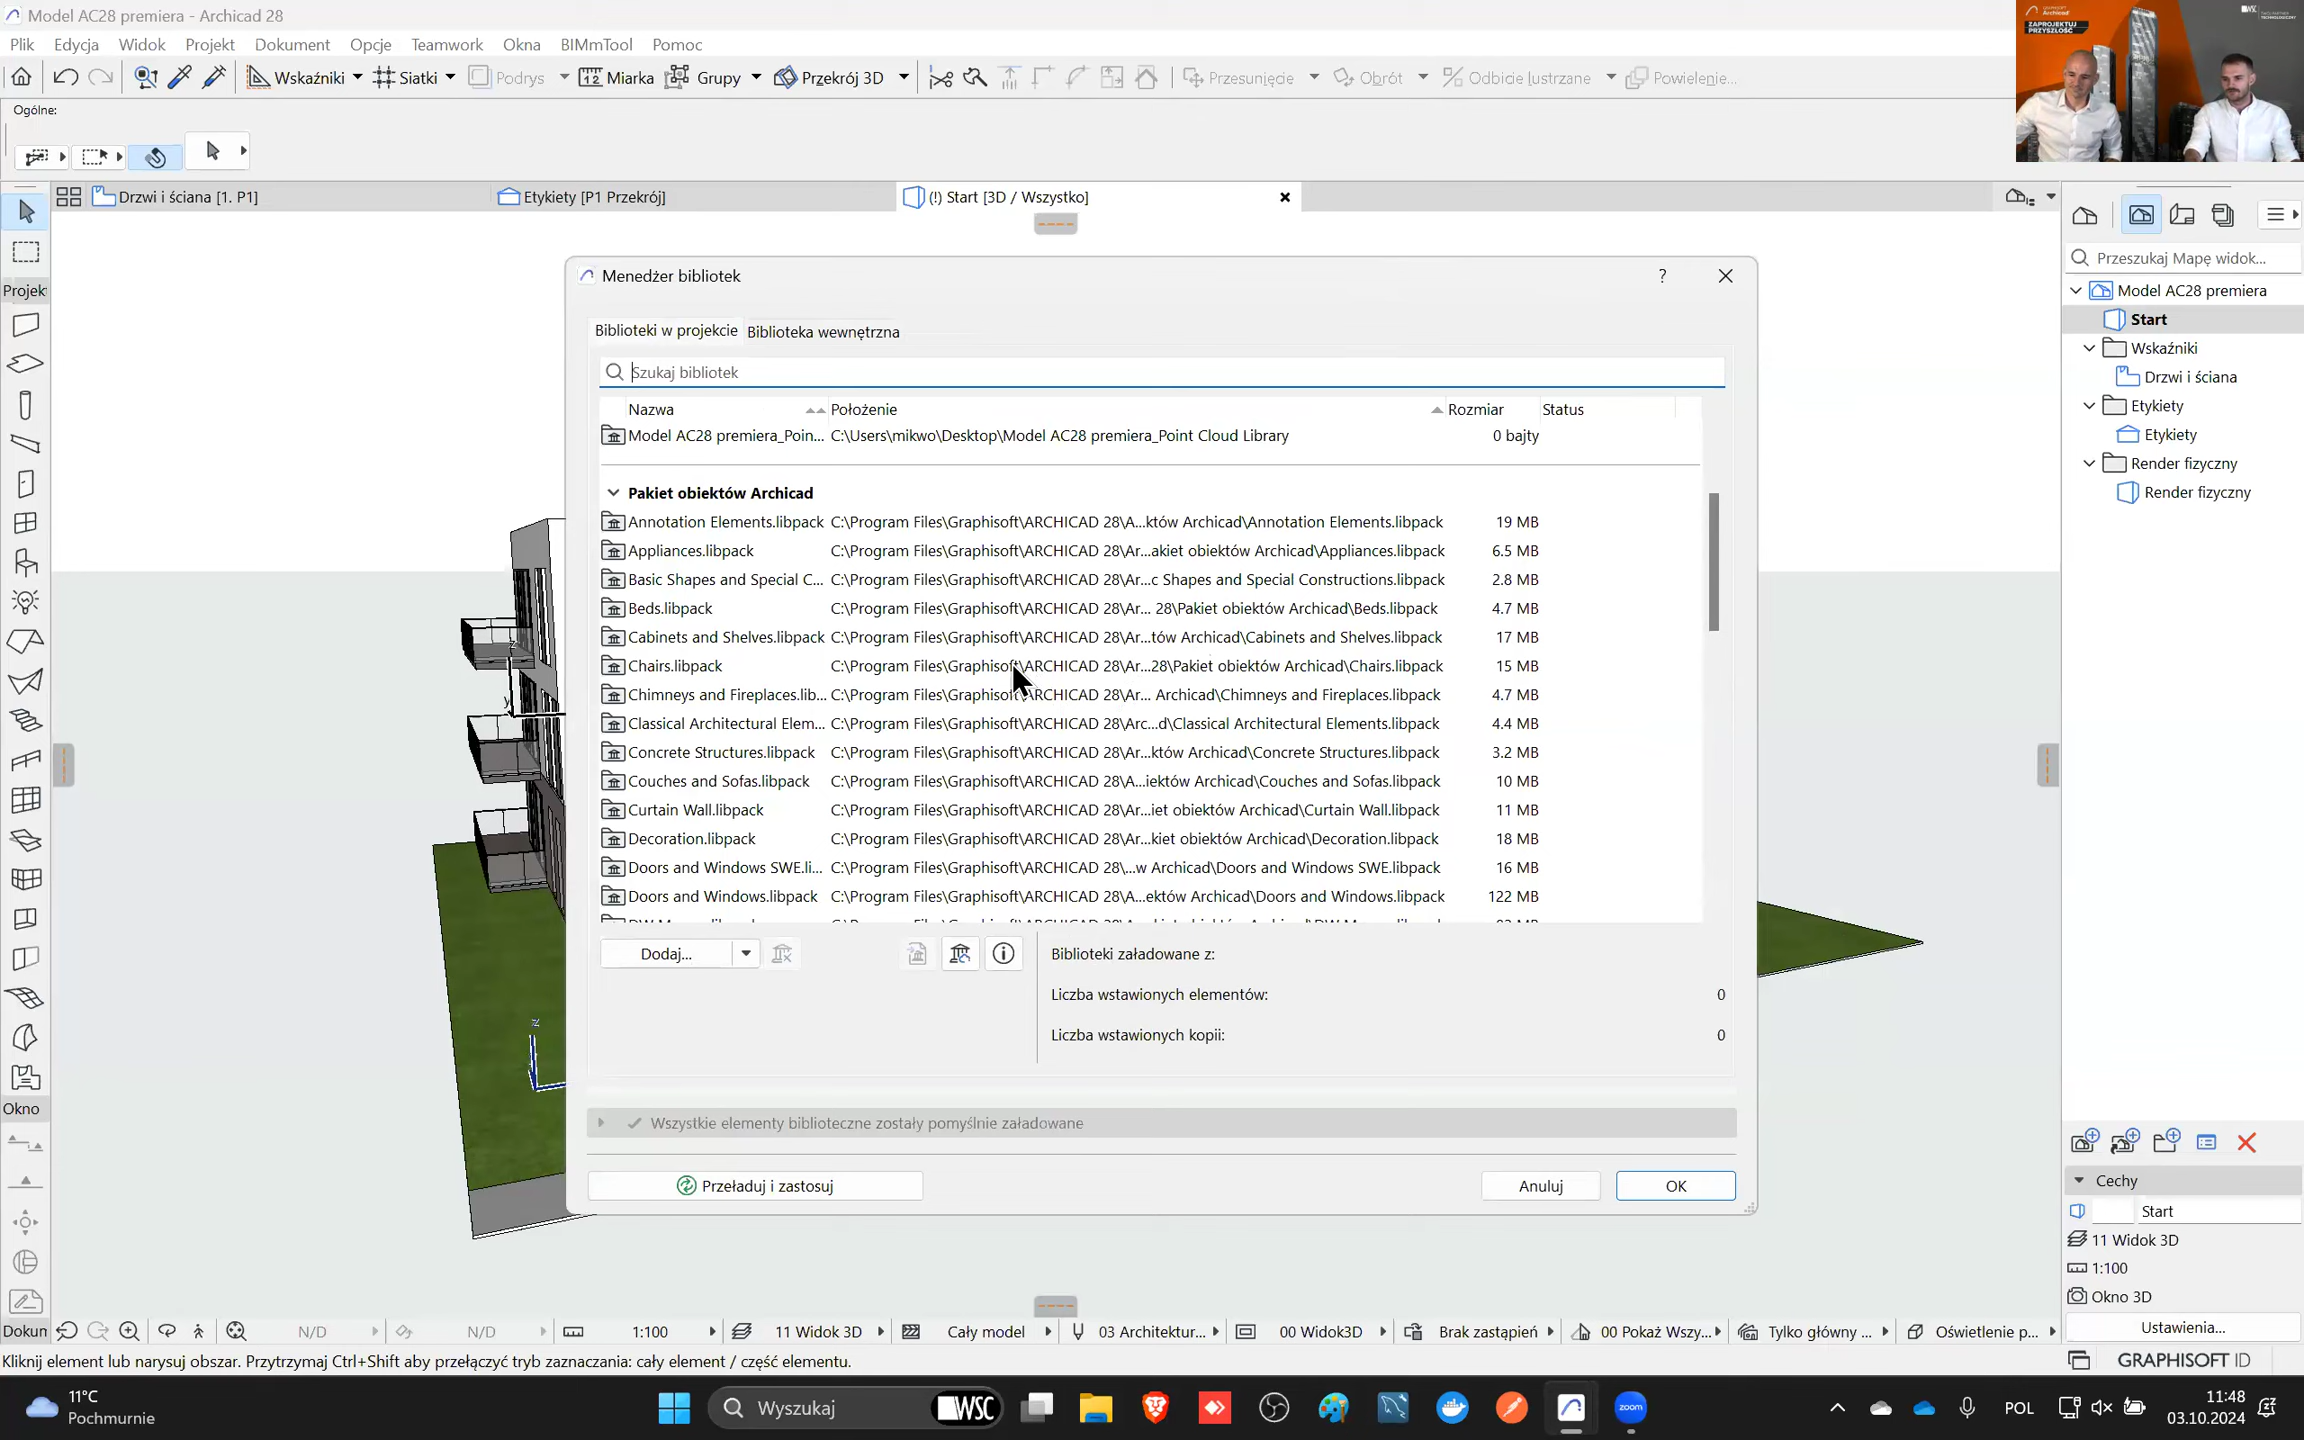 Model AC28 premiera - Archicad 28
Plik Edycja Widok Projekt Dokument Opcje Teamwork Okna BIMmTool Pomoc
Wskaźniki Siatki Podrys Miarka Grupy Przekrój 3D Przesunięcie Obrót Odbicie lustrzane Powielenie...
Ogólne:
GRAPHISOFT
Archicad
ZAPROJEKTUJ
PRZYSZŁOŚĆ
WSC
Drzwi i ściana [1. P1] Etykiety [P1 Przekrój] (!) Start [3D / Wszystko]
Projekt
Okno
Dokun
Menedżer bibliotek
Biblioteki w projekcie Biblioteka wewnętrzna
Szukaj bibliotek
Nazwa Położenie Rozmiar Status
Model AC28 premiera_Poin... C:\Users\mikwo\Desktop\Model AC28 premiera_Point Cloud Library 0 bajty
Pakiet obiektów Archicad
Annotation Elements.libpack C:\Program Files\Graphisoft\ARCHICAD 28\A...któw Archicad\Annotation Elements.libpack 19 MB
Appliances.libpack C:\Program Files\Graphisoft\ARCHICAD 28\Ar...akiet obiektów Archicad\Appliances.libpack 6.5 MB
Basic Shapes and Special C... C:\Program Files\Graphisoft\ARCHICAD 28\Ar...c Shapes and Special Constructions.libpack 2.8 MB
Beds.libpack C:\Program Files\Graphisoft\ARCHICAD 28\Ar... 28\Pakiet obiektów Archicad\Beds.libpack 4.7 MB
Cabinets and Shelves.libpack C:\Program Files\Graphisoft\ARCHICAD 28\Ar...tów Archicad\Cabinets and Shelves.libpack 17 MB
Chairs.libpack C:\Program Files\Graphisoft\ARCHICAD 28\Ar...28\Pakiet obiektów Archicad\Chairs.libpack 15 MB
Chimneys and Fireplaces.lib... C:\Program Files\Graphisoft\ARCHICAD 28\Ar... Archicad\Chimneys and Fireplaces.libpack 4.7 MB
Classical Architectural Elem... C:\Program Files\Graphisoft\ARCHICAD 28\Arc...d\Classical Architectural Elements.libpack 4.4 MB
Concrete Structures.libpack C:\Program Files\Graphisoft\ARCHICAD 28\Ar...któw Archicad\Concrete Structures.libpack 3.2 MB
Couches and Sofas.libpack C:\Program Files\Graphisoft\ARCHICAD 28\A...iektów Archicad\Couches and Sofas.libpack 10 MB
Curtain Wall.libpack C:\Program Files\Graphisoft\ARCHICAD 28\Ar...iet obiektów Archicad\Curtain Wall.libpack 11 MB
Decoration.libpack C:\Program Files\Graphisoft\ARCHICAD 28\Ar...kiet obiektów Archicad\Decoration.libpack 18 MB
Doors and Windows SWE.li... C:\Program Files\Graphisoft\ARCHICAD 28\...w Archicad\Doors and Windows SWE.libpack 16 MB
Doors and Windows.libpack C:\Program Files\Graphisoft\ARCHICAD 28\A...ektów Archicad\Doors and Windows.libpack 122 MB
Dodaj...
Biblioteki załadowane z:
Liczba wstawionych elementów: 0
Liczba wstawionych kopii: 0
Wszystkie elementy biblioteczne zostały pomyślnie załadowane
Przeładuj i zastosuj Anuluj OK
z
y
z
Przeszukaj Mapę widok...
Model AC28 premiera
Start
Wskaźniki
Drzwi i ściana
Etykiety
Etykiety
Render fizyczny
Render fizyczny
Cechy
Start
11 Widok 3D
1:100
Okno 3D
Ustawienia...
N/D N/D 1:100 11 Widok 3D Cały model 03 Architektur... 00 Widok3D Brak zastąpień 00 Pokaż Wszy... Tylko główny ... Oświetlenie p...
Kliknij element lub narysuj obszar. Przytrzymaj Ctrl+Shift aby przełączyć tryb zaznaczania: cały element / część elementu.
GRAPHISOFT ID
11°C
Pochmurnie
Wyszukaj
WSC
zoom
POL
11:48
03.10.2024